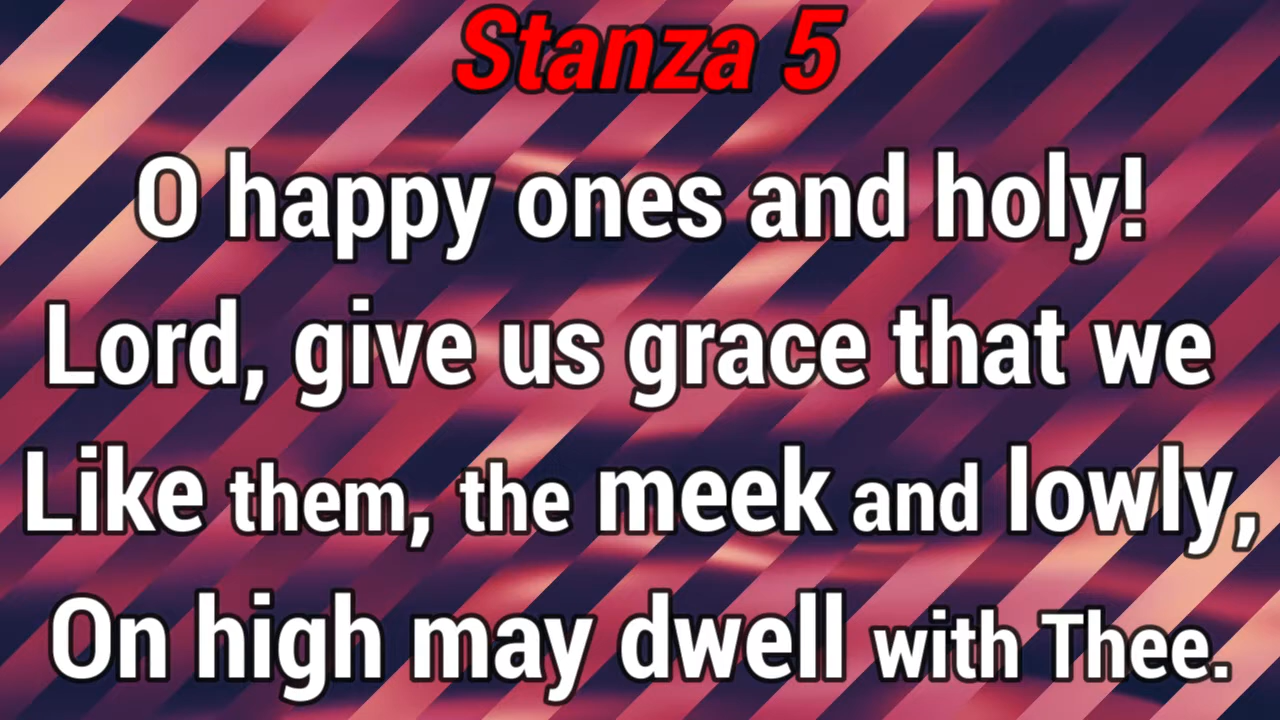 Stanza 5
O happy ones and holy!
Lord, give us grace that we
Like them, the meek and lowly,
On high may dwell with Thee.